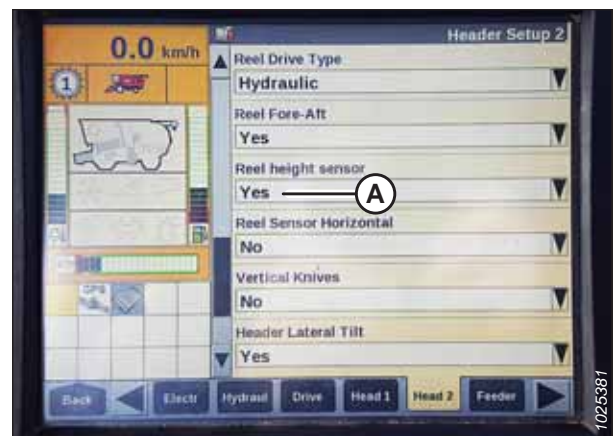 0.0 km/h
Header Setup 2
1
Reel Drive Type
Hydraulic
Reel Fore-Aft
Yes
Reel height sensor
Yes
A
Reel Sensor Horizontal
No
Vertical Knives
No
Header Lateral Tilt
Yes
Back
Electr
Hydraul
Drive
Head 1
Head 2
Feeder
1025381